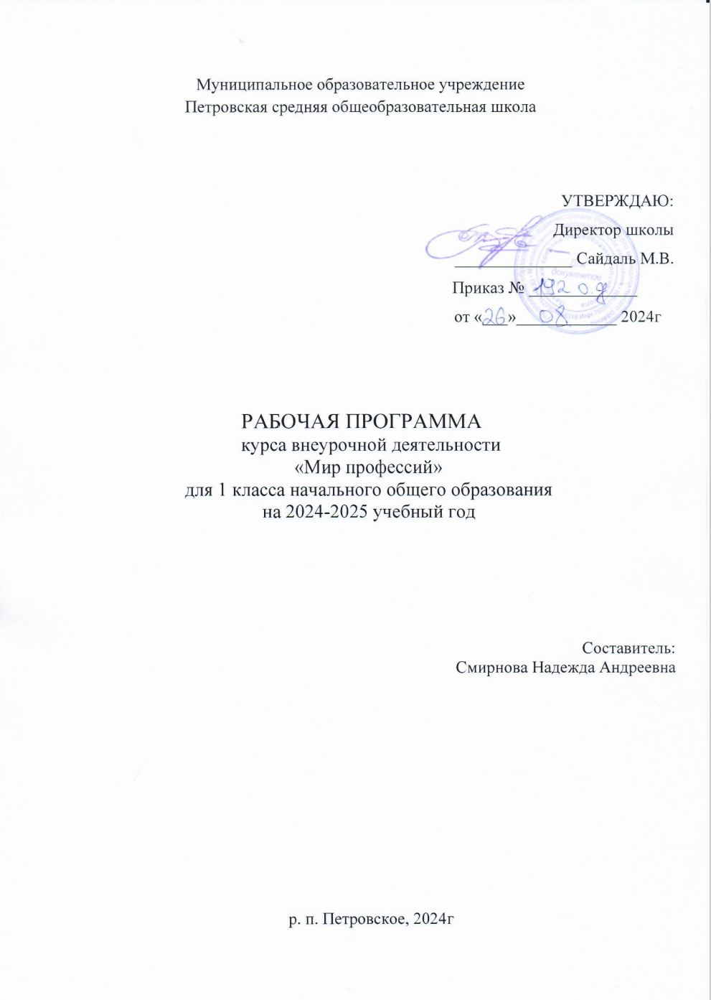 Муниципальное образовательное учреждение
Петровская средняя общеобразовательная школа
УТВЕРЖДАЮ:
Директор школы
______________ Сайдаль М.В.
Приказ № 192 о.д
от «26» 08 2024г
для
документов
РАБОЧАЯ ПРОГРАММА
курса внеурочной деятельности
«Мир профессий»
для 1 класса начального общего образования
на 2024-2025 учебный год
Составитель:
Смирнова Надежда Андреевна
р. п. Петровское, 2024г